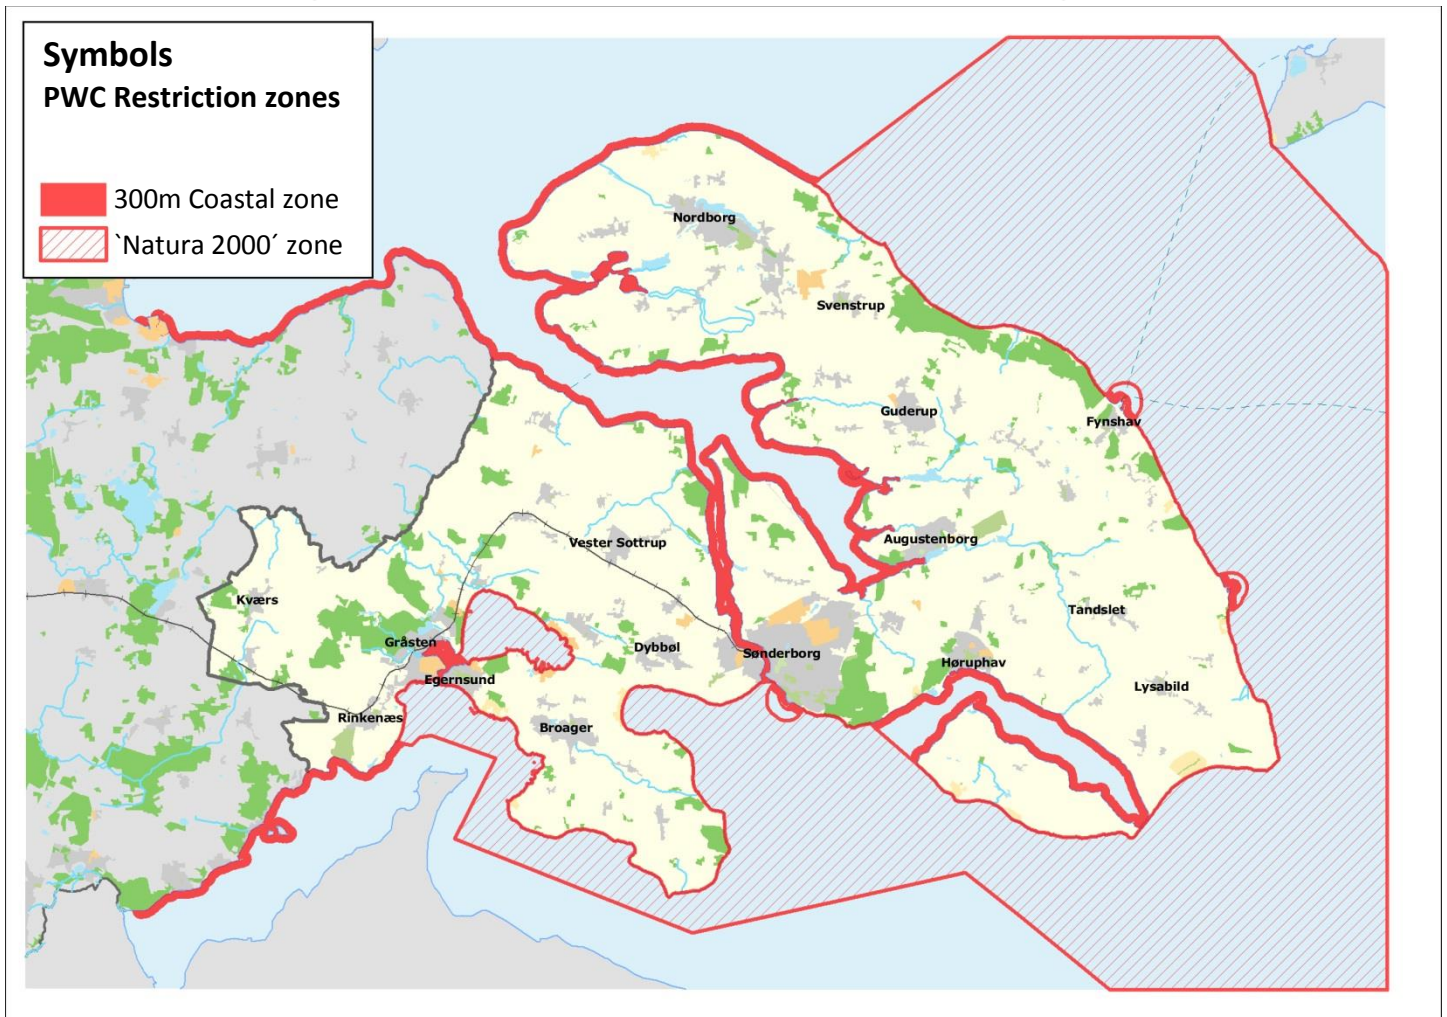 Symbols
PWC Restriction zones
300m Coastal zone
`Natura 2000´ zone
Nordborg
Svenstrup
Guderup
Fynshav
Augustenborg
Vester Sottrup
Kværs
Tandslet
Gråsten
Dybbøl
Sønderborg
Høruphav
Egernsund
Lysabild
Rinkenæs
Broager